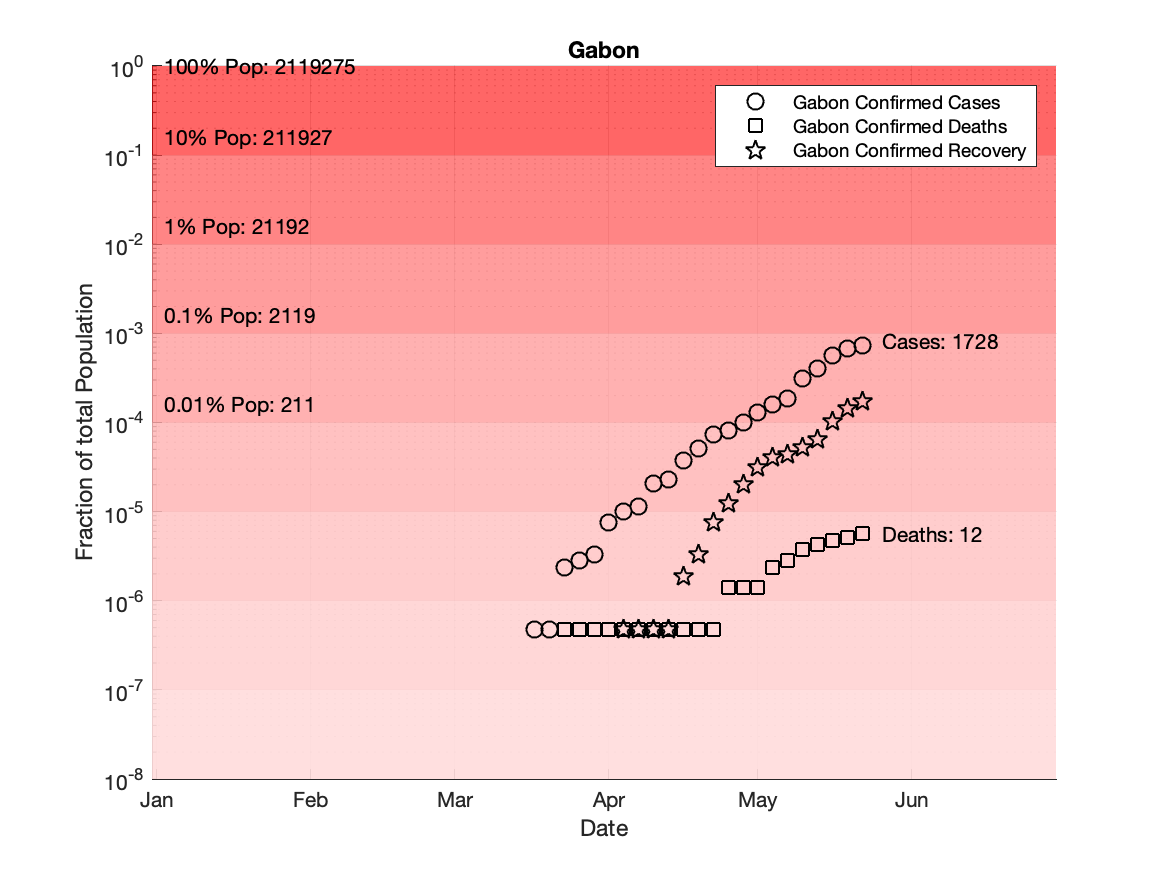 Gabon
10^0
10^-1
10^-2
10^-3
10^-4
10^-5
10^-6
10^-7
10^-8
Fraction of total Population
100% Pop: 2119275
10% Pop: 211927
1% Pop: 21192
0.1% Pop: 2119
0.01% Pop: 211
Gabon Confirmed Cases
Gabon Confirmed Deaths
Gabon Confirmed Recovery
Cases: 1728
Deaths: 12
Jan Feb Mar Apr May Jun
Date